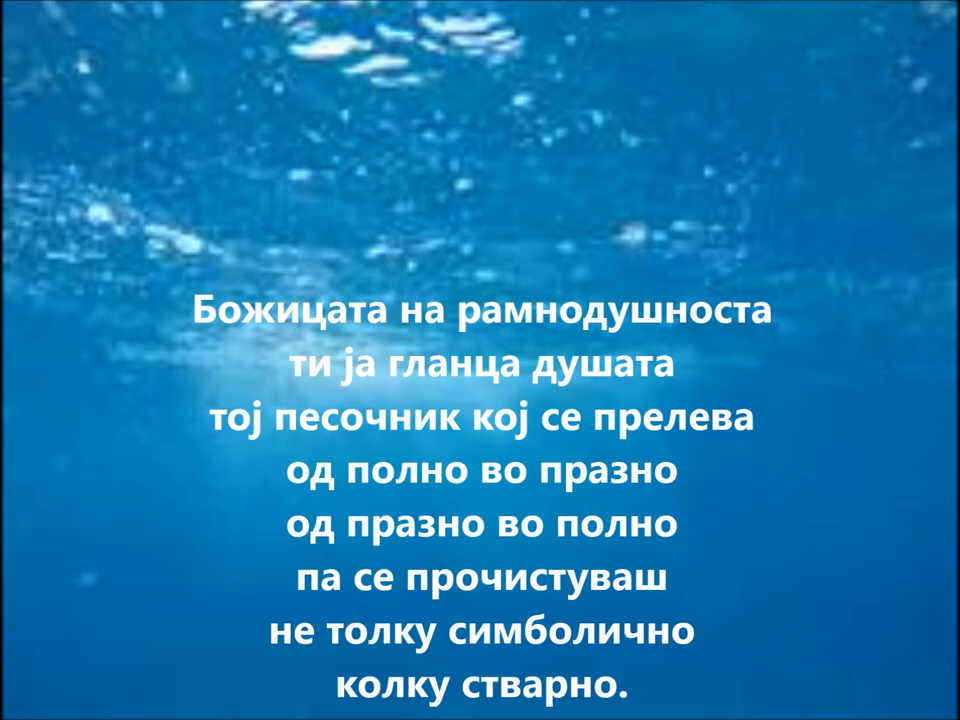 Божицата на рамнодушноста
ти ја гланца душата
тој песочник кој се прелева
од полно во празно
од празно во полно
па се прочистуваш
не толку симболично
колку стварно.